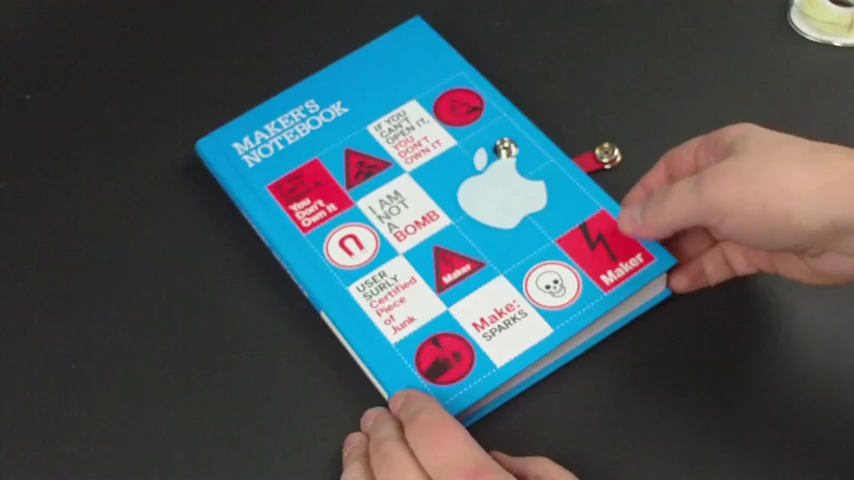 MAKER'S
NOTEBOOK
IF YOU
CAN'T
OPEN IT,
YOU
DON'T
OWN IT
You
Don't
Own It
I AM
NOT
A
BOMB
USER
SURLY
Certified
Piece
of
Junk
Maker
Make:
SPARKS
Maker